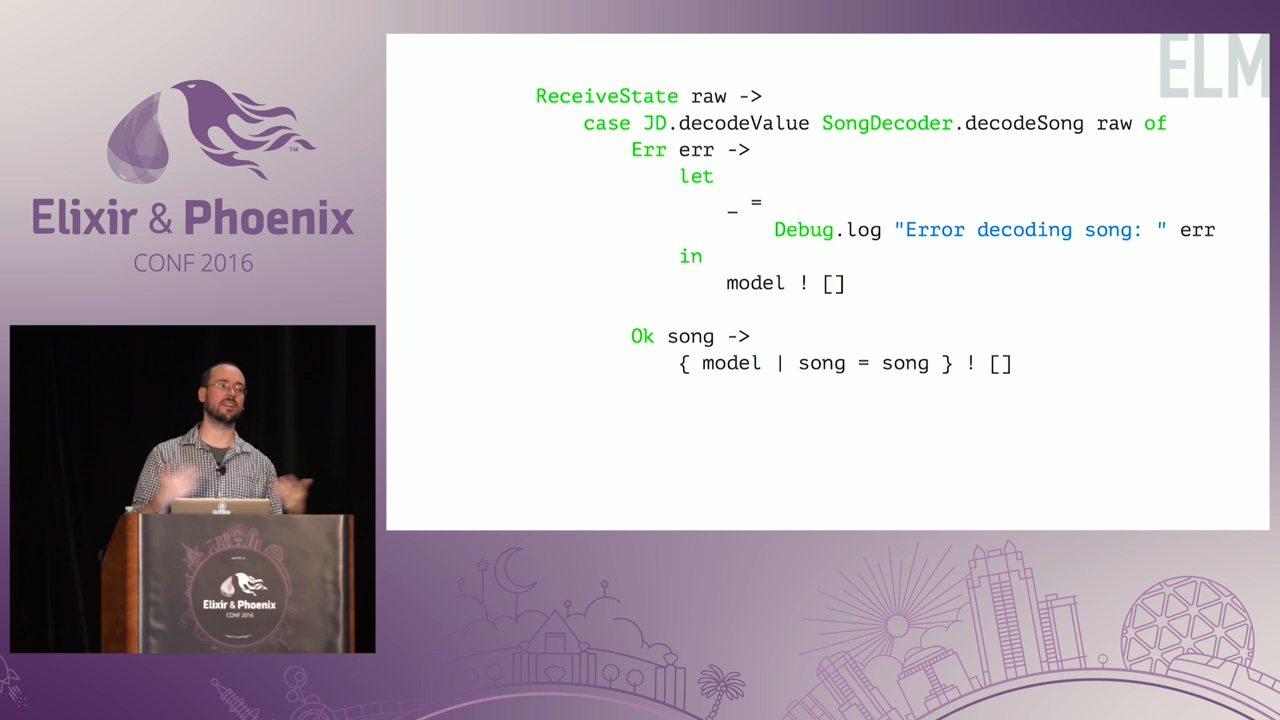 Elixir & Phoenix
TM
CONF 2016
ELM
ReceiveState raw ->
case JD.decodeValue SongDecoder.decodeSong raw of
Err err ->
let
_ =
Debug.log "Error decoding song: " err
in
model ! []
Ok song ->
{ model | song = song } ! []
Elixir & Phoenix
CONF 2016